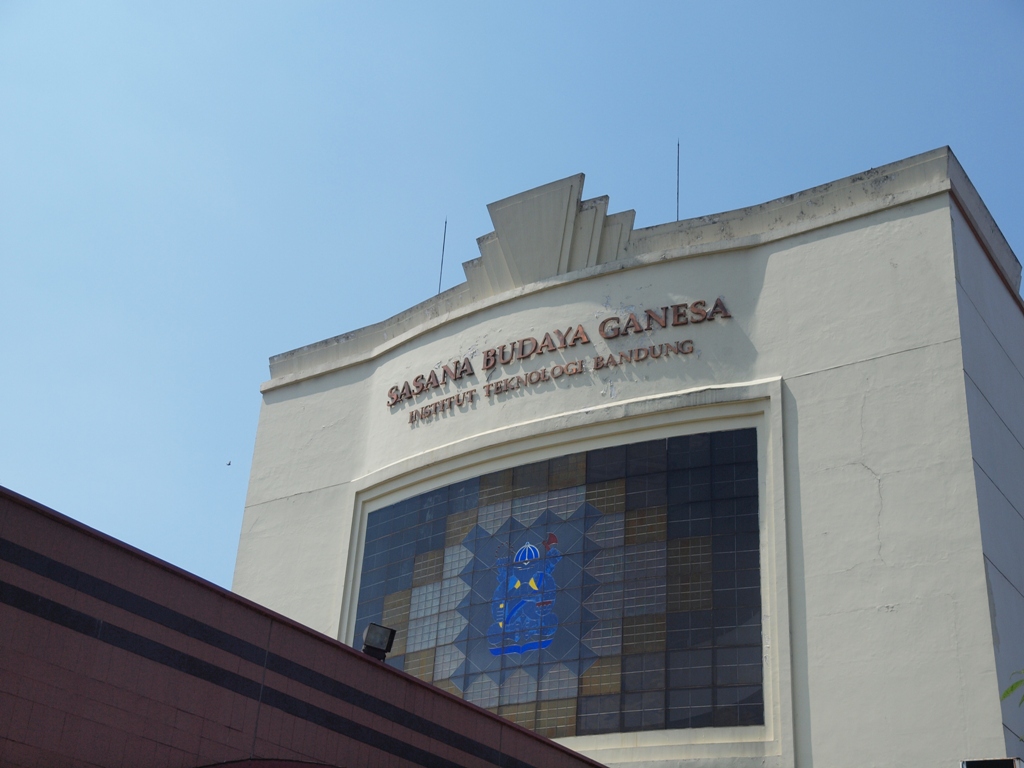 SASANA BUDAYA GANESA
INSTITUT TEKNOLOGI BANDUNG